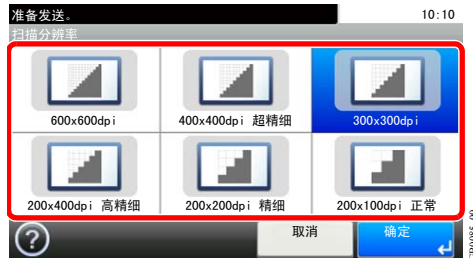 准备发送。
10:10
扫描分辨率
600x600dpi
400x400dpi 超精细
300x300dpi
200x400dpi 高精细
200x200dpi 精细
200x100dpi 正常
?
取消
确定